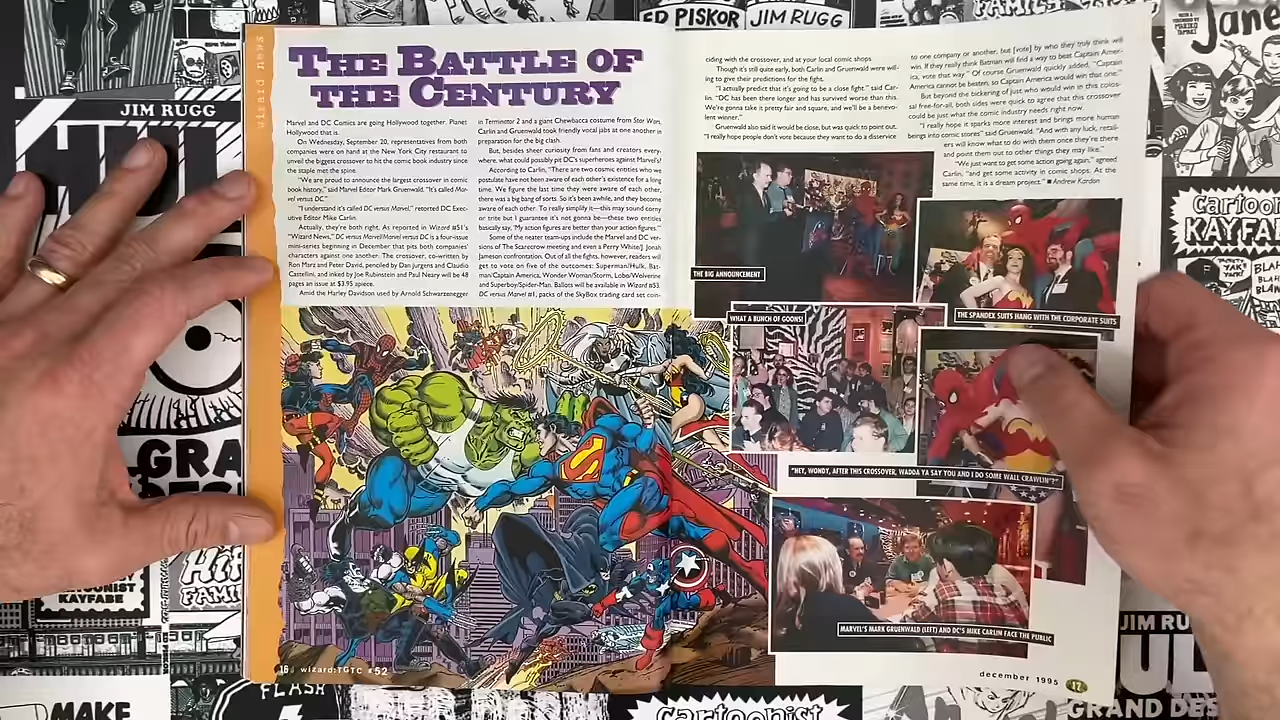 ED PISKOR
JIM RUGG
FAMILY
Jane
JIM RUGG
wizard news
THE BATTLE OF
THE CENTURY
Marvel and DC Comics are going Hollywood together. Planet
Hollywood that is.
On Wednesday, September 20, representatives from both
companies were on hand at the New York City restaurant to
unveil the biggest crossover to hit the comic book industry since
the staple met the spine.
"We are proud to announce the largest crossover in comic
book history," said Marvel Editor Mark Gruenwald. "It's called Mar-
vel versus DC."
"I understand it's called DC versus Marvel," retorted DC Exec-
utive Editor Mike Carlin.
Actually, they're both right. As reported in Wizard #51's
"Wizard News," DC versus Marvel/Marvel versus DC is a four-issue
mini-series beginning in December that pits both companies'
characters against one another. The crossover, co-written by
Ron Marz and Peter David, penciled by Dan Jurgens and Claudio
Castellini, and inked by Joe Rubinstein and Paul Neary will be 48
pages an issue at $3.95 apiece.
Amid the Harley Davidson used by Arnold Schwarzenegger
in Terminator 2 and a giant Chewbacca costume from Star Wars,
Carlin and Gruenwald took friendly vocal jabs at one another in
preparation for the big clash.
But, besides sheer curiosity from fans and creators every-
where, what could possibly pit DC's superheroes against Marvel's?
According to Carlin, "There are two cosmic entities who we
postulate have not been aware of each other's existence for a long
time. We figure the last time they were aware of each other,
there was a big bang of sorts. So it's been awhile, and they become
aware of each other. To really simplify it—this may sound corny
or trite but I guarantee it's not gonna be—these two entities
basically say, 'My action figures are better than your action figures.'"
Some of the neater team-ups include the Marvel and DC ver-
sions of The Scarecrow meeting and even a Perry White/J. Jonah
Jameson confrontation. Out of all the fights, however, readers will
get to vote on five of the outcomes: Superman/Hulk, Bat-
man/Captain America, Wonder Woman/Storm, Lobo/Wolverine
and Superboy/Spider-Man. Ballots will be available in Wizard #53,
DC versus Marvel #1, packs of the SkyBox trading card set coin-
ciding with the crossover, and at your local comic shops
Though it's still quite early, both Carlin and Gruenwald were will-
ing to give their predictions for the fight.
"I actually predict that it's going to be a close fight," said Car-
lin. "DC has been there longer and has survived worse than this.
We're gonna take it pretty fair and square, and we'll be a benevo-
lent winner."
Gruenwald also said it would be close, but was quick to point out,
"I really hope people don't vote because they want to do a disservice
to one company or another, but [vote] by who they truly think will
win. If they really think Batman will find a way to beat Captain Amer-
ica, vote that way." Of course Gruenwald quickly added, "Captain
America cannot be beaten, so Captain America would win that one."
But beyond the bickering of just who would win in this colos-
sal free-for-all, both sides were quick to agree that this crossover
could be just what the comic industry needs right now.
"I really hope it sparks more interest and brings more human
beings into comic stores" said Gruenwald. "And with any luck, retail-
ers will know what to do with them once they're there
and point them out to other things they may like."
"We just want to get some action going again," agreed
Carlin, "and get some activity in comic shops. At the
same time, it is a dream project." ■ Andrew Kardon
THE BIG ANNOUNCEMENT
THE SPANDEX SUITS HANG WITH THE CORPORATE SUITS
WHAT A BUNCH OF GOONS!
"HEY, WONDY, AFTER THIS CROSSOVER, WADDA YA SAY YOU AND I DO SOME WALL CRAWLIN'?"
MARVEL'S MARK GRUENWALD (LEFT) AND DC'S MIKE CARLIN FACE THE PUBLIC
16 wizard:TGTC #52
december 1995 17
Cartoonist
KAYFABE
GRA
CARTOONIST
KAYFABE
MAKE
FLASH
Cartoonist
JIM RU
GRAND DES